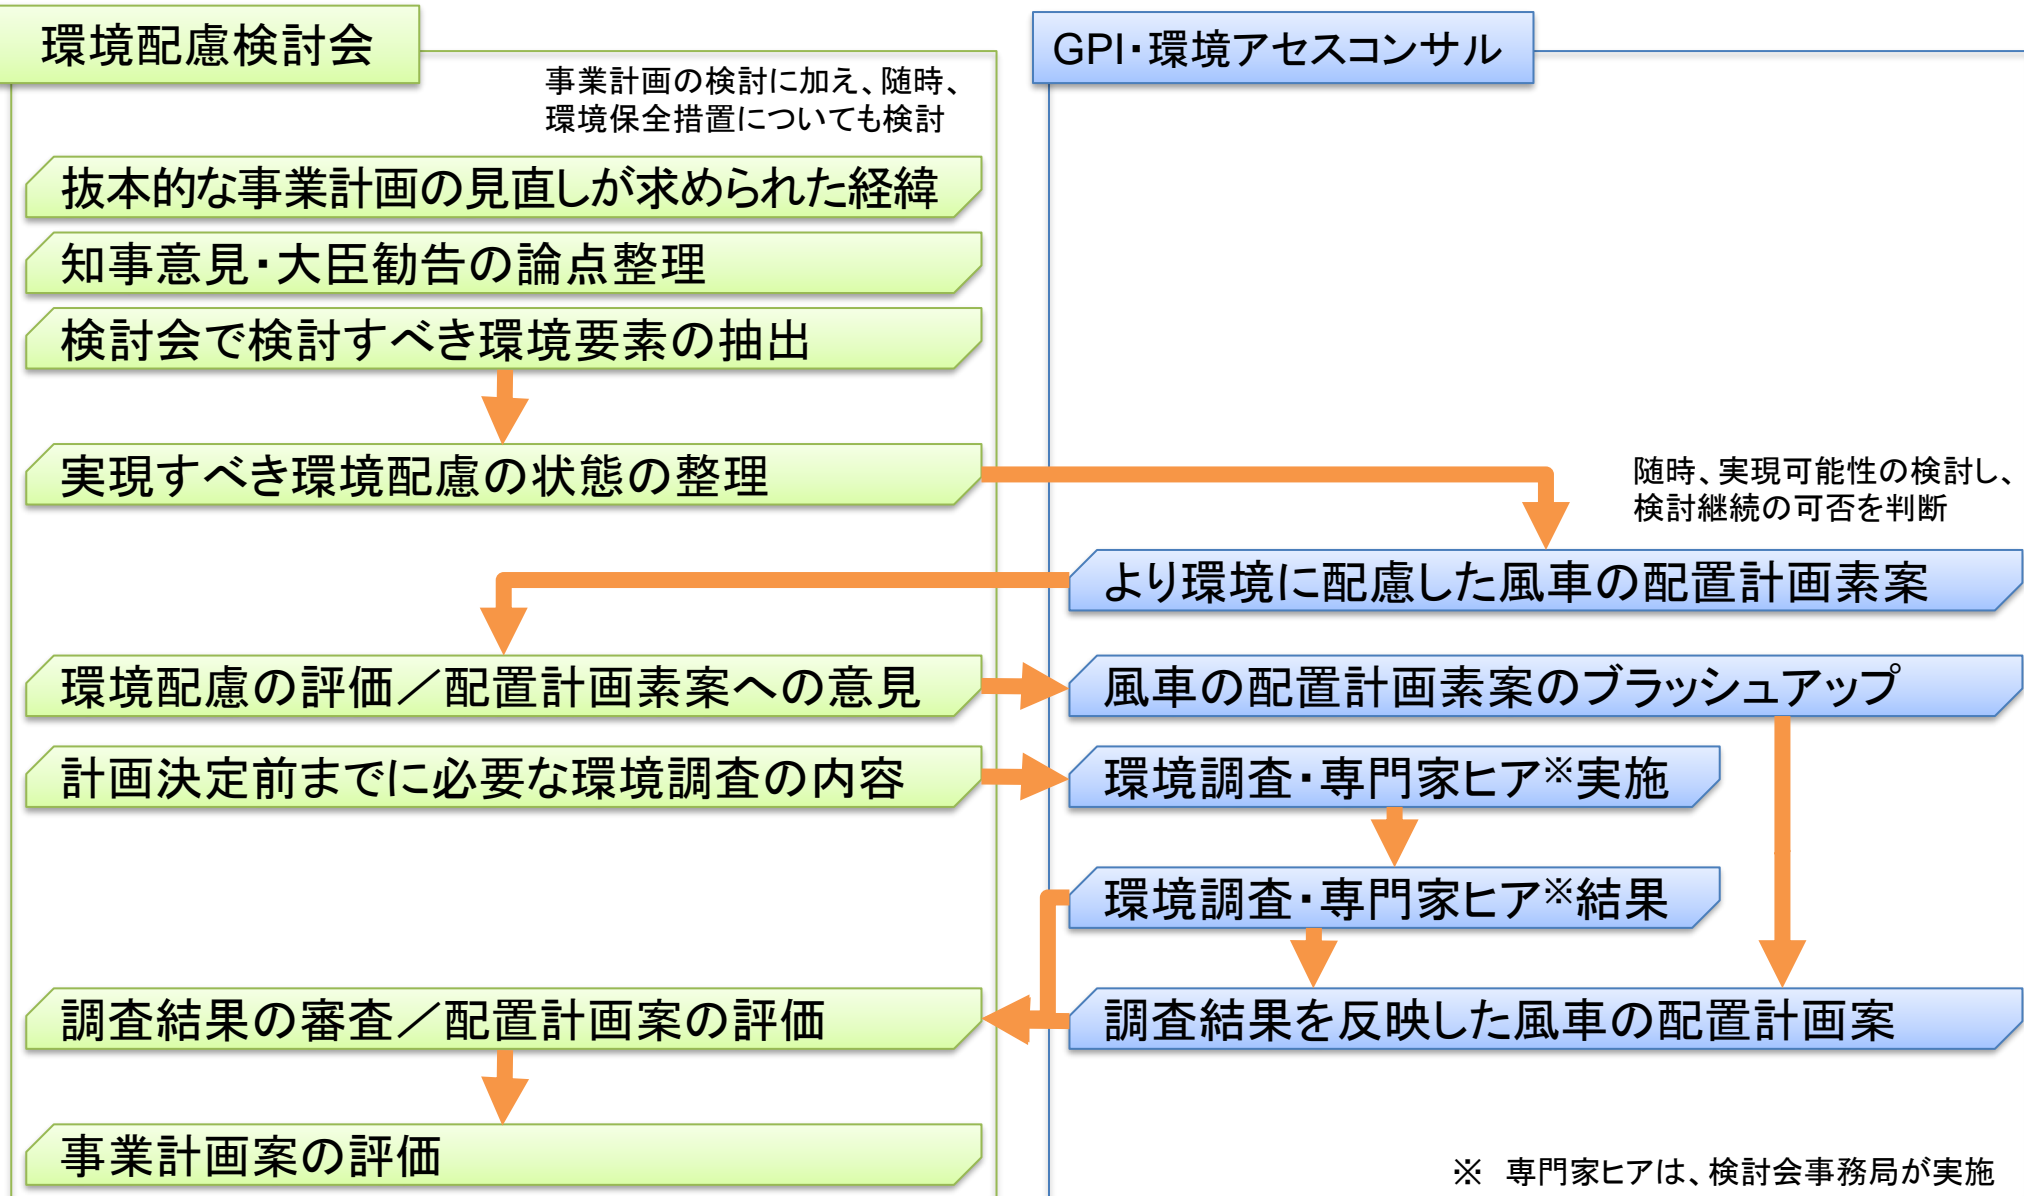 環境配慮検討会
事業計画の検討に加え、随時、
環境保全措置についても検討
抜本的な事業計画の見直しが求められた経緯
知事意見・大臣勧告の論点整理
検討会で検討すべき環境要素の抽出
実現すべき環境配慮の状態の整理
環境配慮の評価／配置計画素案への意見
計画決定前までに必要な環境調査の内容
調査結果の審査／配置計画案の評価
事業計画案の評価
GPI・環境アセスコンサル
随時、実現可能性の検討し、
検討継続の可否を判断
より環境に配慮した風車の配置計画素案
風車の配置計画素案のブラッシュアップ
環境調査・専門家ヒア※実施
環境調査・専門家ヒア※結果
調査結果を反映した風車の配置計画案
※　専門家ヒアは、検討会事務局が実施